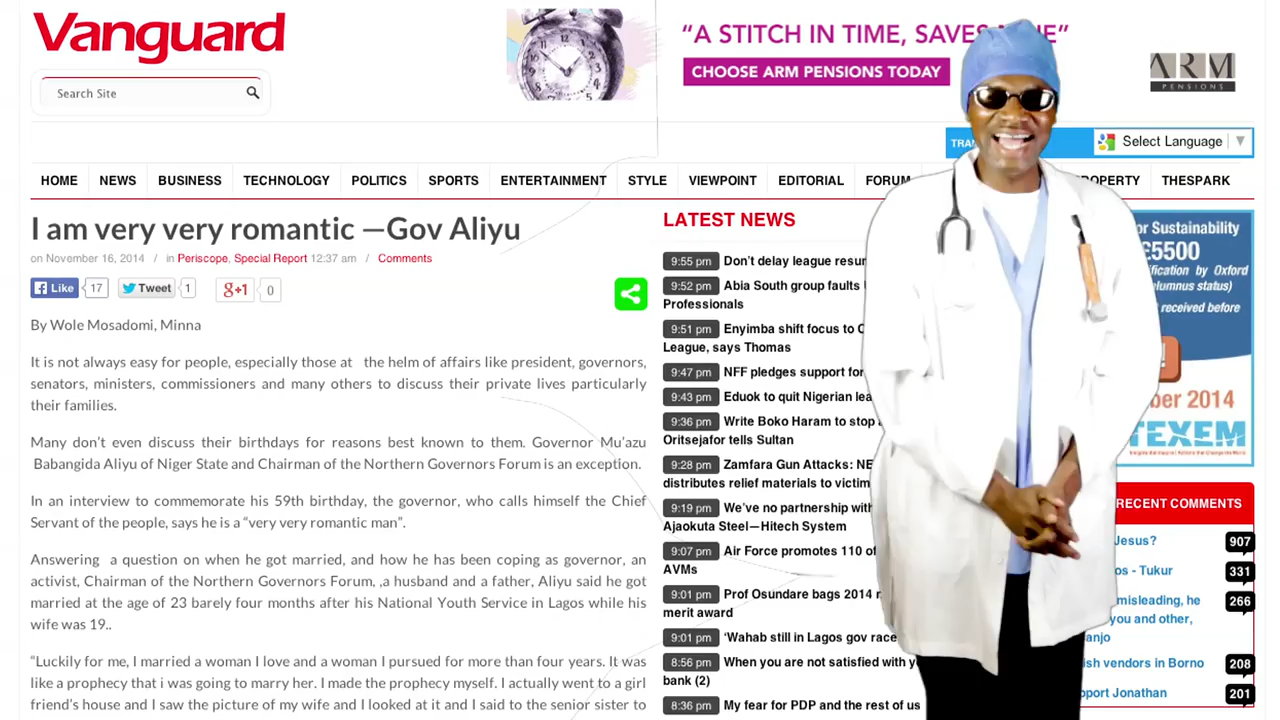 Vanguard
Search Site
"A STITCH IN TIME, SAVES
CHOOSE ARM PENSIONS TODAY
ARM
PENSIONS
Select Language
HOME NEWS BUSINESS TECHNOLOGY POLITICS SPORTS ENTERTAINMENT STYLE VIEWPOINT EDITORIAL FORUM THESPARK
I am very very romantic —Gov Aliyu
on November 16, 2014 / in Periscope, Special Report 12:37 am / Comments
Like 17 Tweet 1 g+1 0
By Wole Mosadomi, Minna
It is not always easy for people, especially those at the helm of affairs like president, governors,
senators, ministers, commissioners and many others to discuss their private lives particularly
their families.
Many don't even discuss their birthdays for reasons best known to them. Governor Mu'azu
Babangida Aliyu of Niger State and Chairman of the Northern Governors Forum is an exception.
In an interview to commemorate his 59th birthday, the governor, who calls himself the Chief
Servant of the people, says he is a "very very romantic man".
Answering a question on when he got married, and how he has been coping as governor, an
activist, Chairman of the Northern Governors Forum, ,a husband and a father, Aliyu said he got
married at the age of 23 barely four months after his National Youth Service in Lagos while his
wife was 19..
"Luckily for me, I married a woman I love and a woman I pursued for more than four years. It was
like a prophecy that i was going to marry her. I made the prophecy myself. I actually went to a girl
friend's house and I saw the picture of my wife and I looked at it and I said to the senior sister to
LATEST NEWS
9:55 pm Don't delay league
9:52 pm Abia South group faults
Professionals
9:51 pm Enyimba shift focus to
League, says Thomas
9:47 pm NFF pledges support for
9:43 pm Eduok to quit Nigerian
9:36 pm Write Boko Haram to stop
Oritsejafor tells Sultan
9:28 pm Zamfara Gun Attacks:
distributes relief materials to
9:19 pm We've no partnership with
Ajaokuta Steel—Hitech System
9:07 pm Air Force promotes 110 of
AVMs
9:01 pm Prof Osundare bags 2014
merit award
9:01 pm 'Wahab still in Lagos gov race
8:56 pm When you are not satisfied with
bank (2)
8:36 pm My fear for PDP and the rest of us
or Sustainability
£5500
by Oxford
status)
received before
2014
TEXEM
RECENT COMMENTS
Jesus? 907
- Tukur 331
misleading, he 266
you and other,
vendors in Borno 208
Jonathan 201